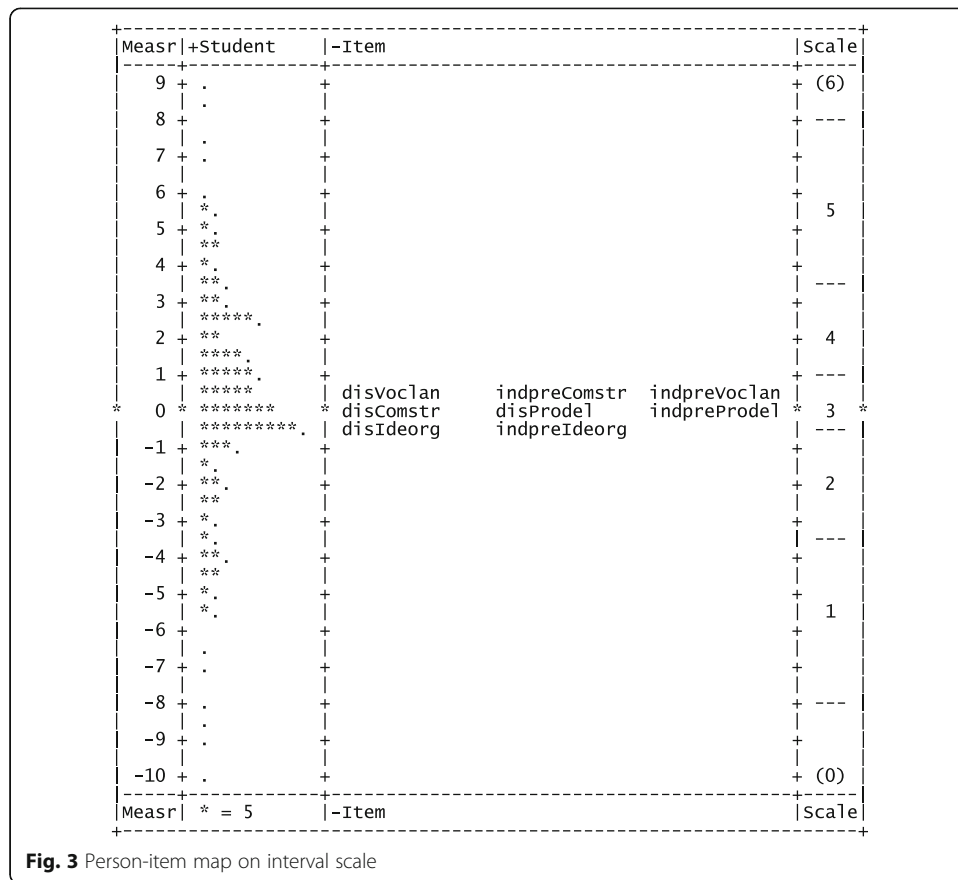 +-----------------------------------------------------------------+
|Measr|+Student |-Item |Scale|
|-----+----------+--------------------------------------------+-----|
| 9 + . + + (6) |
| | . | | |
| 8 + + + --- |
| | . | | |
| 7 + . + + |
| | | | |
| 6 + . + + |
| | *. | | 5 |
| 5 + *. + + |
| | ** | | |
| 4 + *. + + |
| | **. | | --- |
| 3 + **. + + |
| | *****. | | |
| 2 + ** + + 4 |
| | ****. | | |
| 1 + *****. + + --- |
| | ***** | disVoclan indpreComstr indpreVoclan | |
* 0 * ******* * disComstr disProdel indpreProdel * 3 *
| | *********. | disIdeorg indpreIdeorg | --- |
| -1 + ***. + + |
| | *. | | |
| -2 + **. + + 2 |
| | ** | | |
| -3 + *. + + |
| | *. | | --- |
| -4 + **. + + |
| | ** | | |
| -5 + *. + + |
| | *. | | 1 |
| -6 + + + |
| | . | | |
| -7 + . + + |
| | | | |
| -8 + . + + --- |
| | . | | |
| -9 + . + + |
| | | | |
| -10 + . + + (0) |
|-----+----------+--------------------------------------------+-----|
|Measr| * = 5 |-Item |Scale|
+-----------------------------------------------------------------+
Fig. 3 Person-item map on interval scale